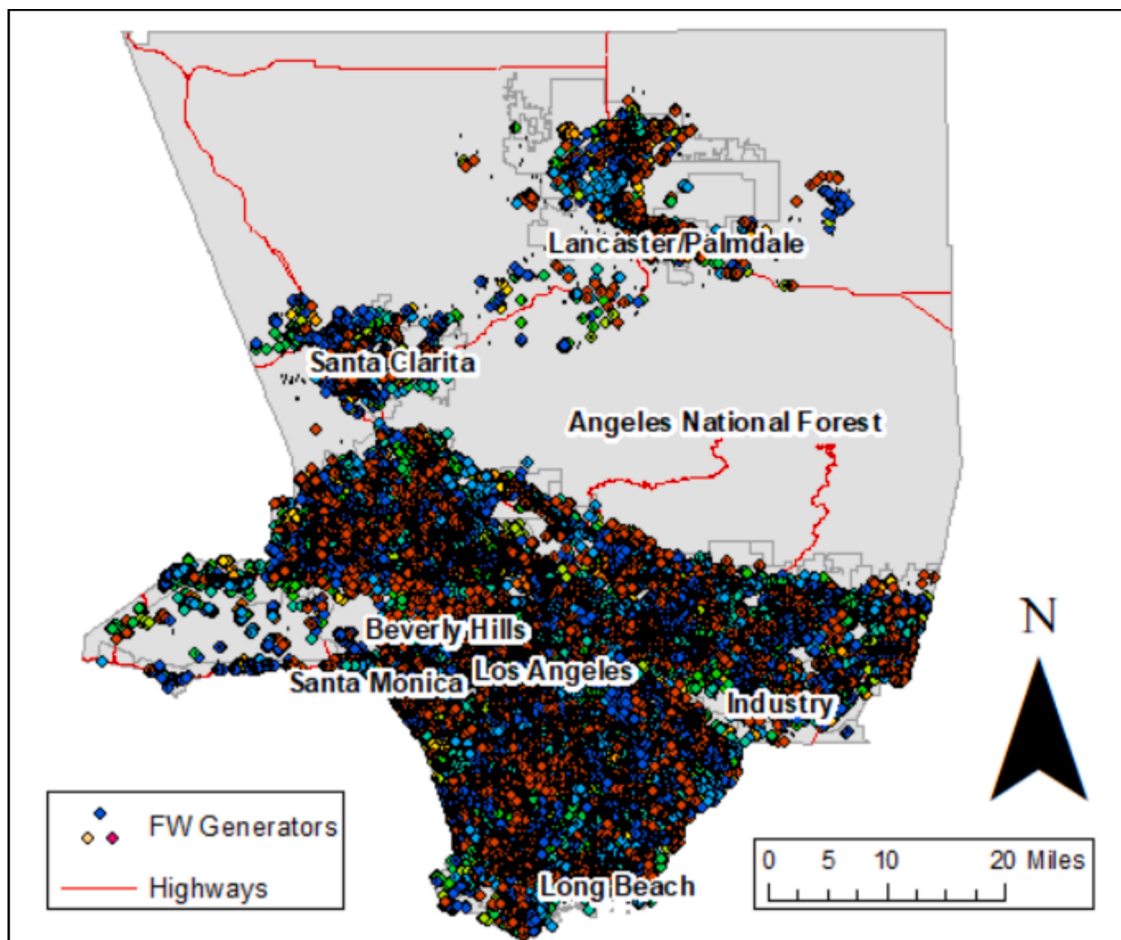 Lancaster/Palmdale
Santa Clarita
Angeles National Forest
Beverly Hills
Los Angeles
Santa Monica
Industry
Long Beach
N
FW Generators
Highways
0 5 10 20 Miles